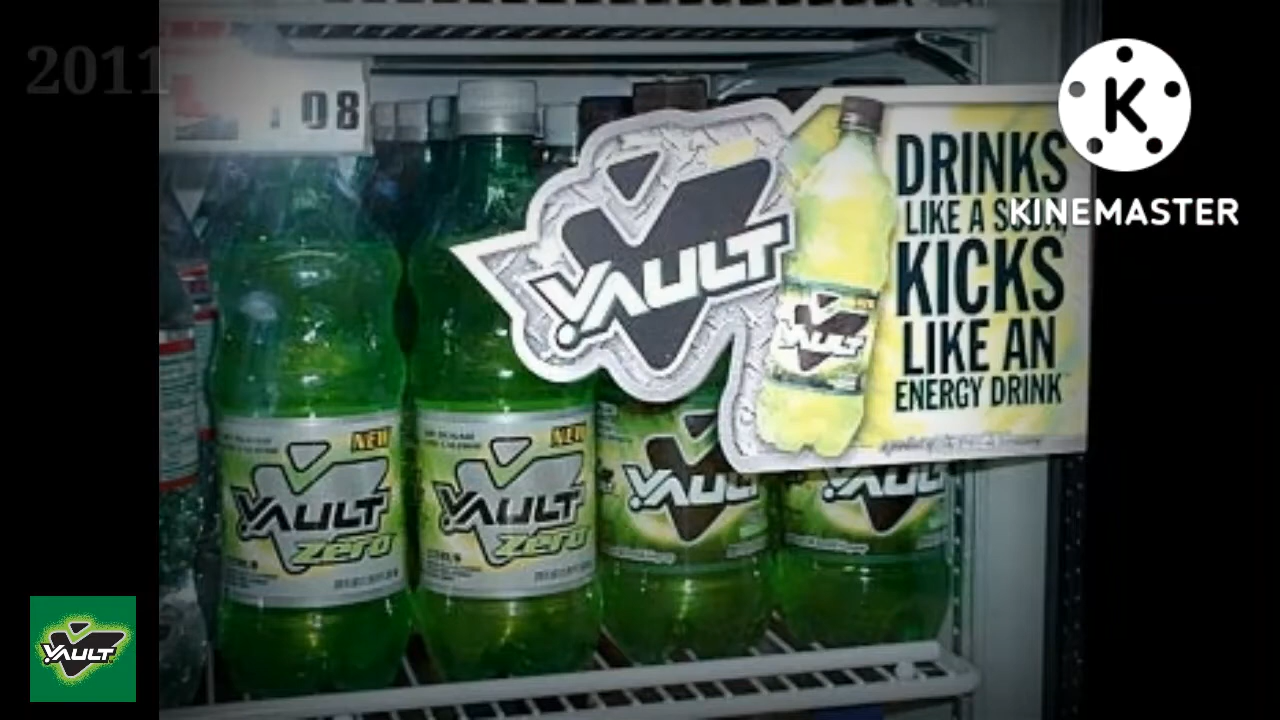 2011
08
KINEMASTER
DRINKS
LIKE A SODA,
KICKS
LIKE AN
ENERGY DRINK
VAULT
VAULT
NEW
VAULT
zero
NEW
VAULT
zero
VAULT
VAULT
VAULT